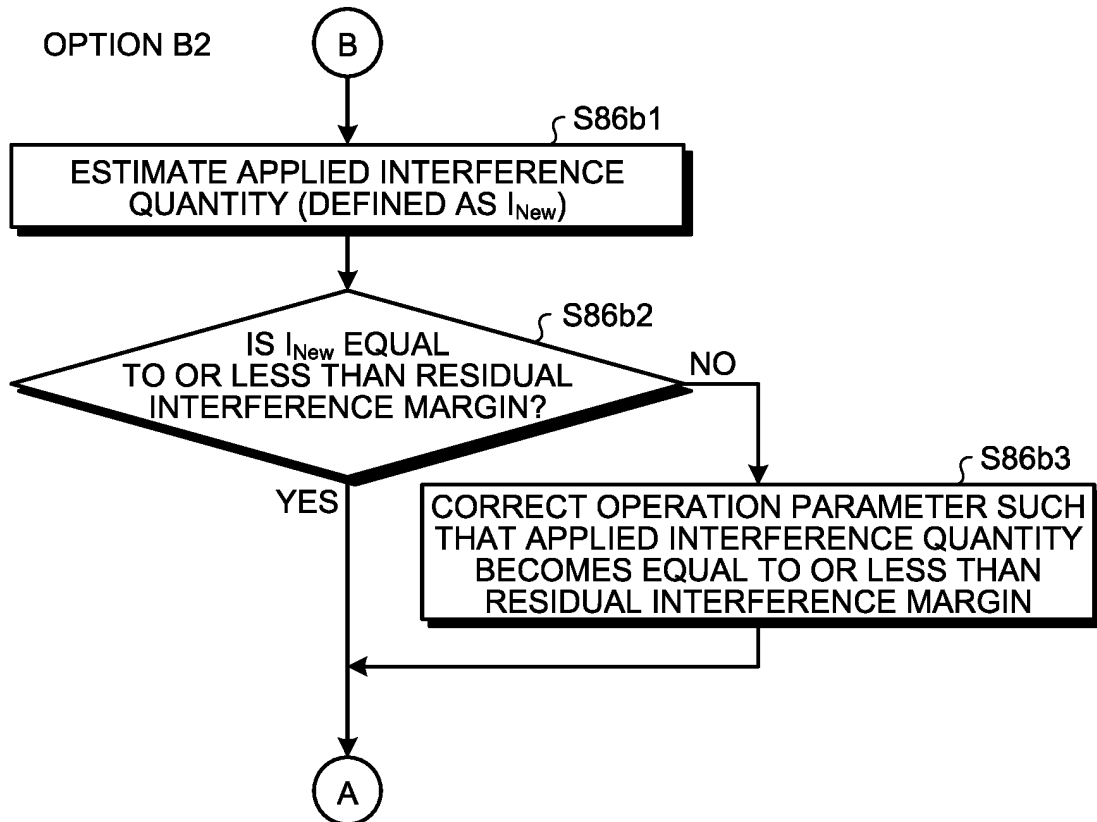 OPTION B2
B
S86b1
ESTIMATE APPLIED INTERFERENCE
QUANTITY (DEFINED AS INew)
S86b2
IS INew EQUAL
TO OR LESS THAN RESIDUAL
INTERFERENCE MARGIN?
NO
YES
S86b3
CORRECT OPERATION PARAMETER SUCH
THAT APPLIED INTERFERENCE QUANTITY
BECOMES EQUAL TO OR LESS THAN
RESIDUAL INTERFERENCE MARGIN
A